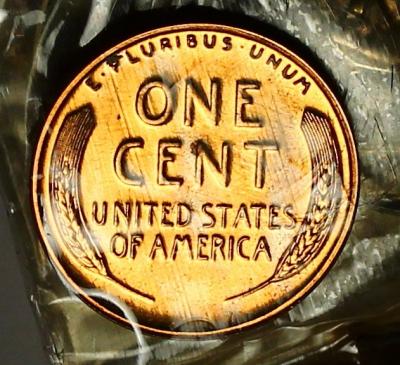 E · PLURIBUS · UNUM
ONE
CENT
UNITED STATES
OF AMERICA